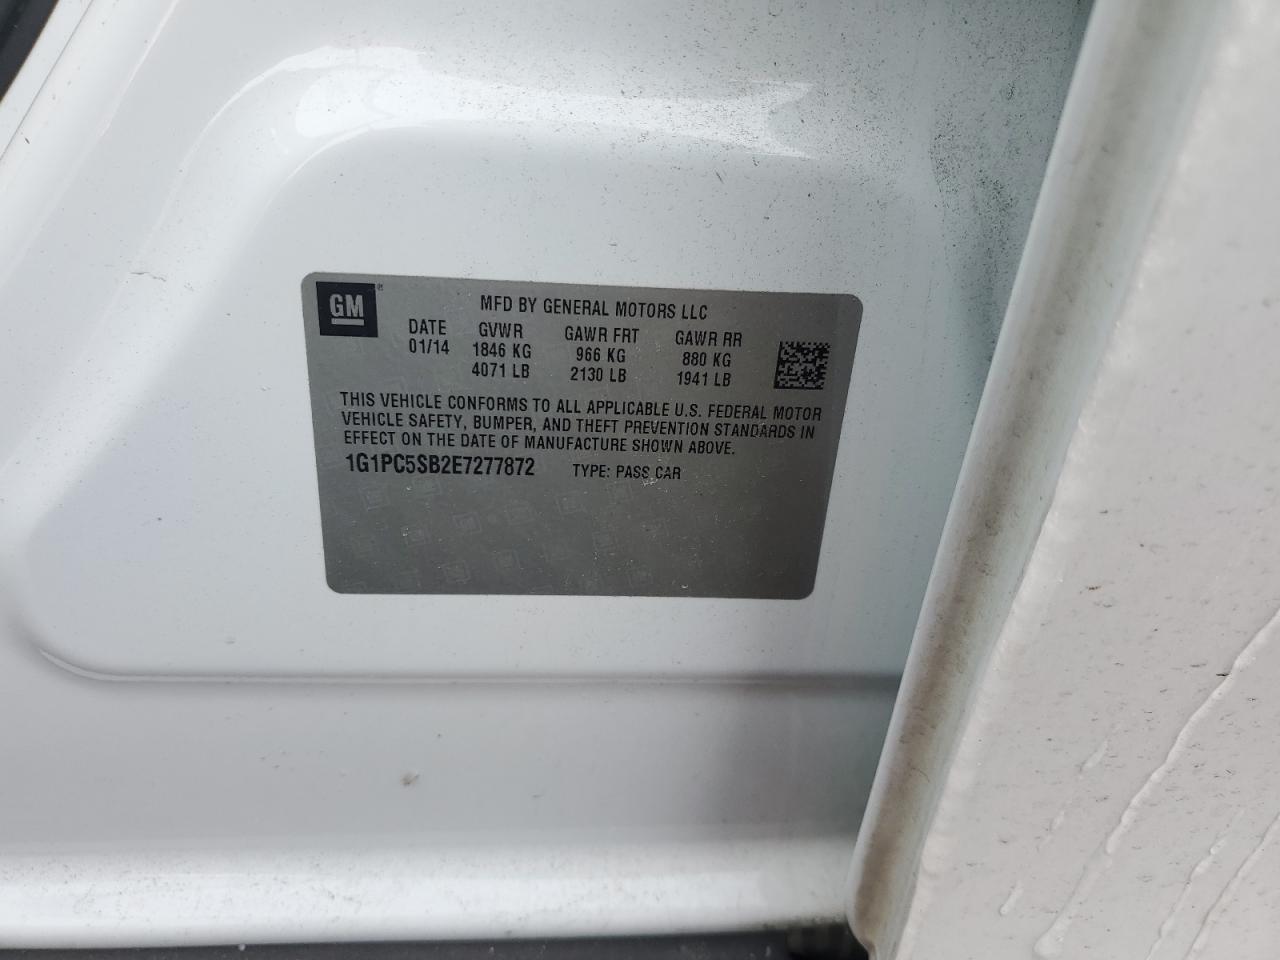 GM®
MFD BY GENERAL MOTORS LLC
DATE GVWR GAWR FRT GAWR RR
01/14 1846 KG 966 KG 880 KG
4071 LB 2130 LB 1941 LB
THIS VEHICLE CONFORMS TO ALL APPLICABLE U.S. FEDERAL MOTOR
VEHICLE SAFETY, BUMPER, AND THEFT PREVENTION STANDARDS IN
EFFECT ON THE DATE OF MANUFACTURE SHOWN ABOVE.
1G1PC5SB2E7277872 TYPE: PASS CAR